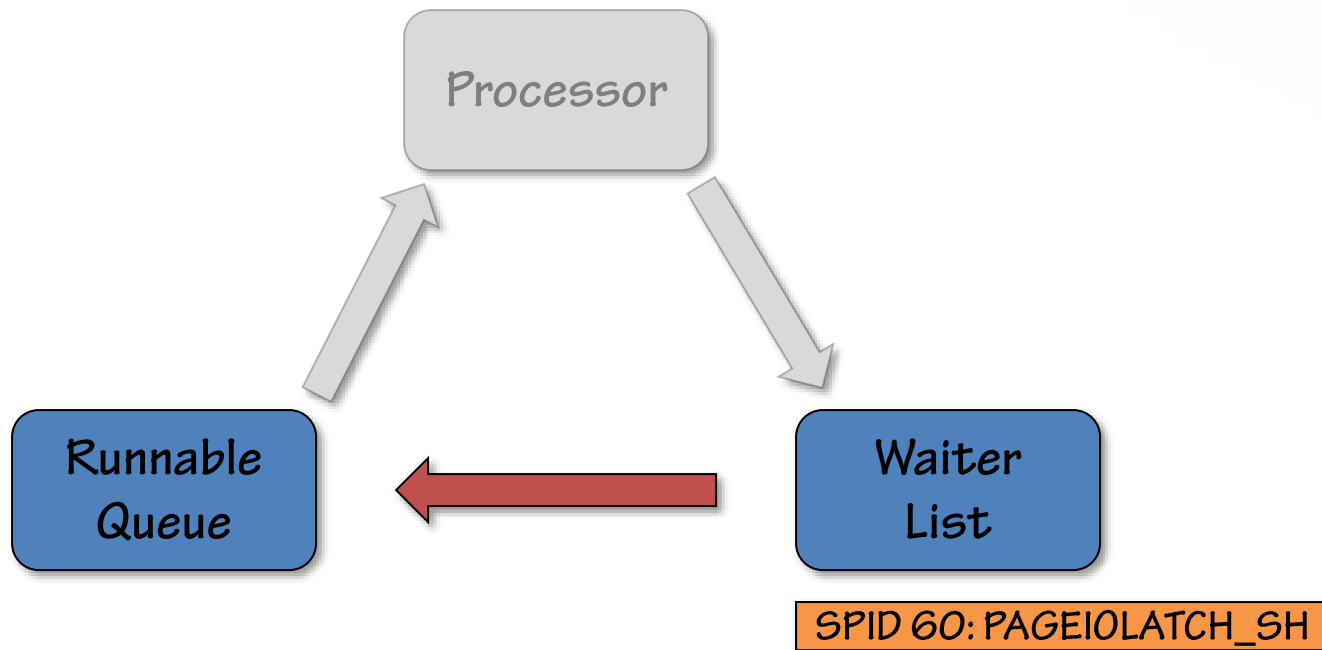 Processor
Runnable
Queue
Waiter
List
SPID 60: PAGEIOLATCH_SH